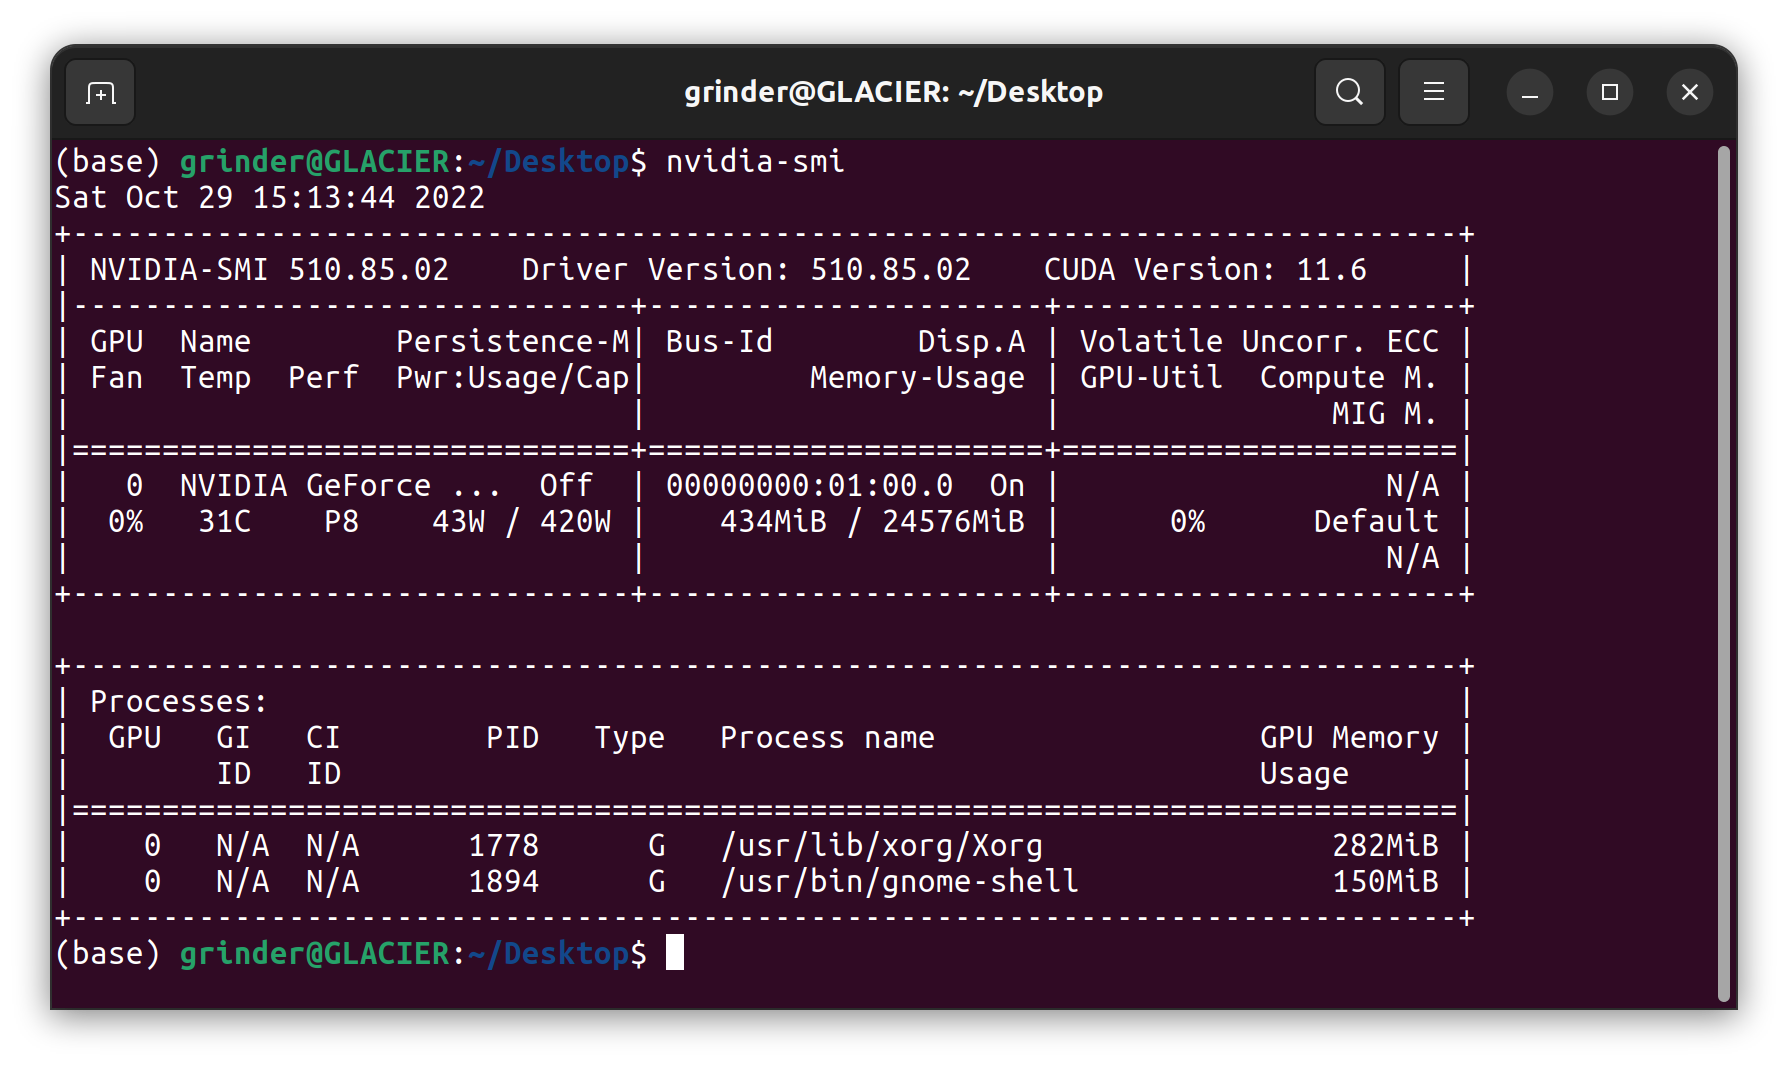 grinder@GLACIER: ~/Desktop
(base) grinder@GLACIER:~/Desktop$ nvidia-smi
Sat Oct 29 15:13:44 2022
+-----------------------------------------------------------------------------+
| NVIDIA-SMI 510.85.02    Driver Version: 510.85.02    CUDA Version: 11.6     |
|-------------------------------+----------------------+----------------------+
| GPU  Name        Persistence-M| Bus-Id        Disp.A | Volatile Uncorr. ECC |
| Fan  Temp  Perf  Pwr:Usage/Cap|         Memory-Usage | GPU-Util  Compute M. |
|                               |                      |               MIG M. |
|===============================+======================+======================|
|   0  NVIDIA GeForce ...  Off  | 00000000:01:00.0  On |                  N/A |
|  0%   31C    P8    43W / 420W |    434MiB / 24576MiB |      0%      Default |
|                               |                      |                  N/A |
+-------------------------------+----------------------+----------------------+

+-----------------------------------------------------------------------------+
| Processes:                                                                  |
|  GPU   GI   CI        PID   Type   Process name                  GPU Memory |
|        ID   ID                                                   Usage      |
|=============================================================================|
|    0   N/A  N/A      1778      G   /usr/lib/xorg/Xorg                282MiB |
|    0   N/A  N/A      1894      G   /usr/bin/gnome-shell              150MiB |
+-----------------------------------------------------------------------------+
(base) grinder@GLACIER:~/Desktop$